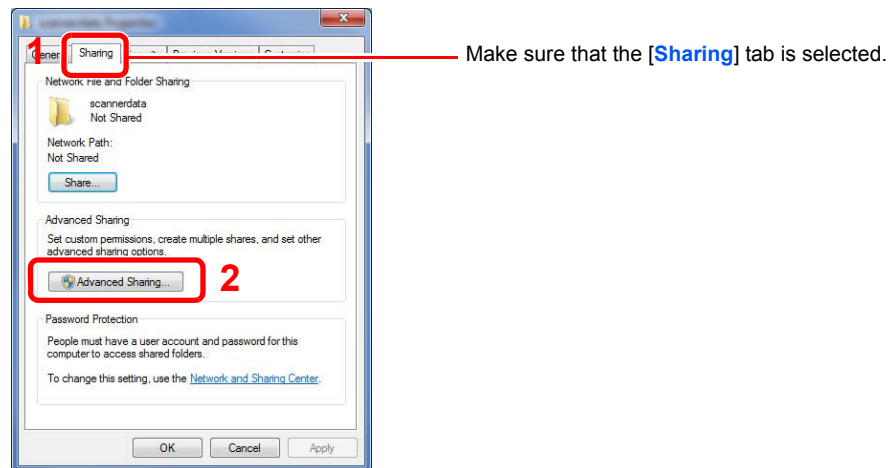 scannerdata Properties
1
Sharing
Make sure that the [Sharing] tab is selected.
Network File and Folder Sharing
scannerdata
Not Shared
Network Path:
Not Shared
Share...
Advanced Sharing
Set custom permissions, create multiple shares, and set other
advanced sharing options.
Advanced Sharing...
2
Password Protection
People must have a user account and password for this
computer to access shared folders.
To change this setting, use the Network and Sharing Center.
OK
Cancel
Apply